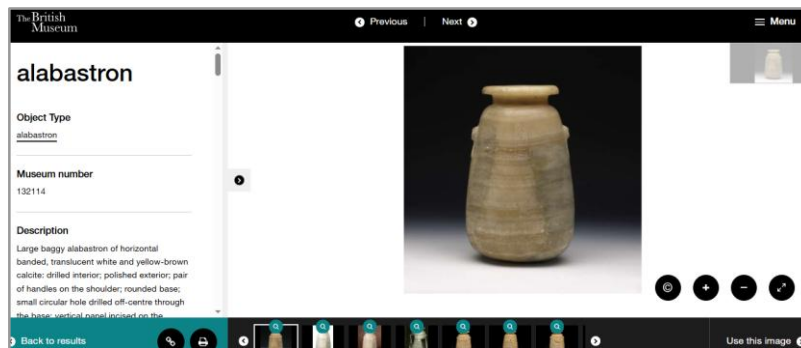 The British
Museum
Previous
Next
Menu
alabastron
Object Type
alabastron
Museum number
132114
Description
Large baggy alabastron of horizontal
banded, translucent white and yellow-brown
calcite: drilled interior; polished exterior; pair
of handles on the shoulder; rounded base;
small circular hole drilled off-centre through
the base; vertical panel incised on the
Back to results
Use this image